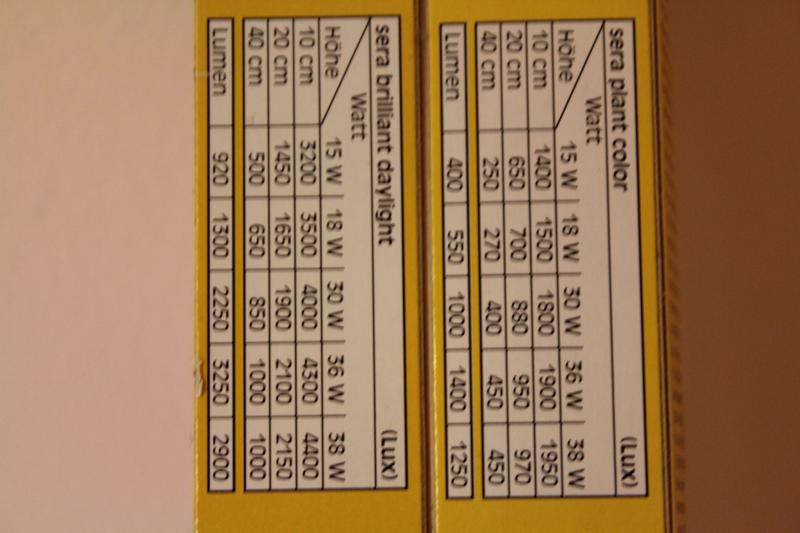 sera plant color (Lux)
Watt 15 W 18 W 30 W 36 W 38 W
Höhe
10 cm 1400 1500 1800 1900 1950
20 cm 650 700 880 950 970
40 cm 250 270 400 450 450
Lumen 400 550 1000 1400 1250
sera brilliant daylight (Lux)
Watt 15 W 18 W 30 W 36 W 38 W
Höhe
10 cm 3200 3500 4000 4300 4400
20 cm 1450 1650 1900 2100 2150
40 cm 500 650 850 1000 1000
Lumen 920 1300 2250 3250 2900